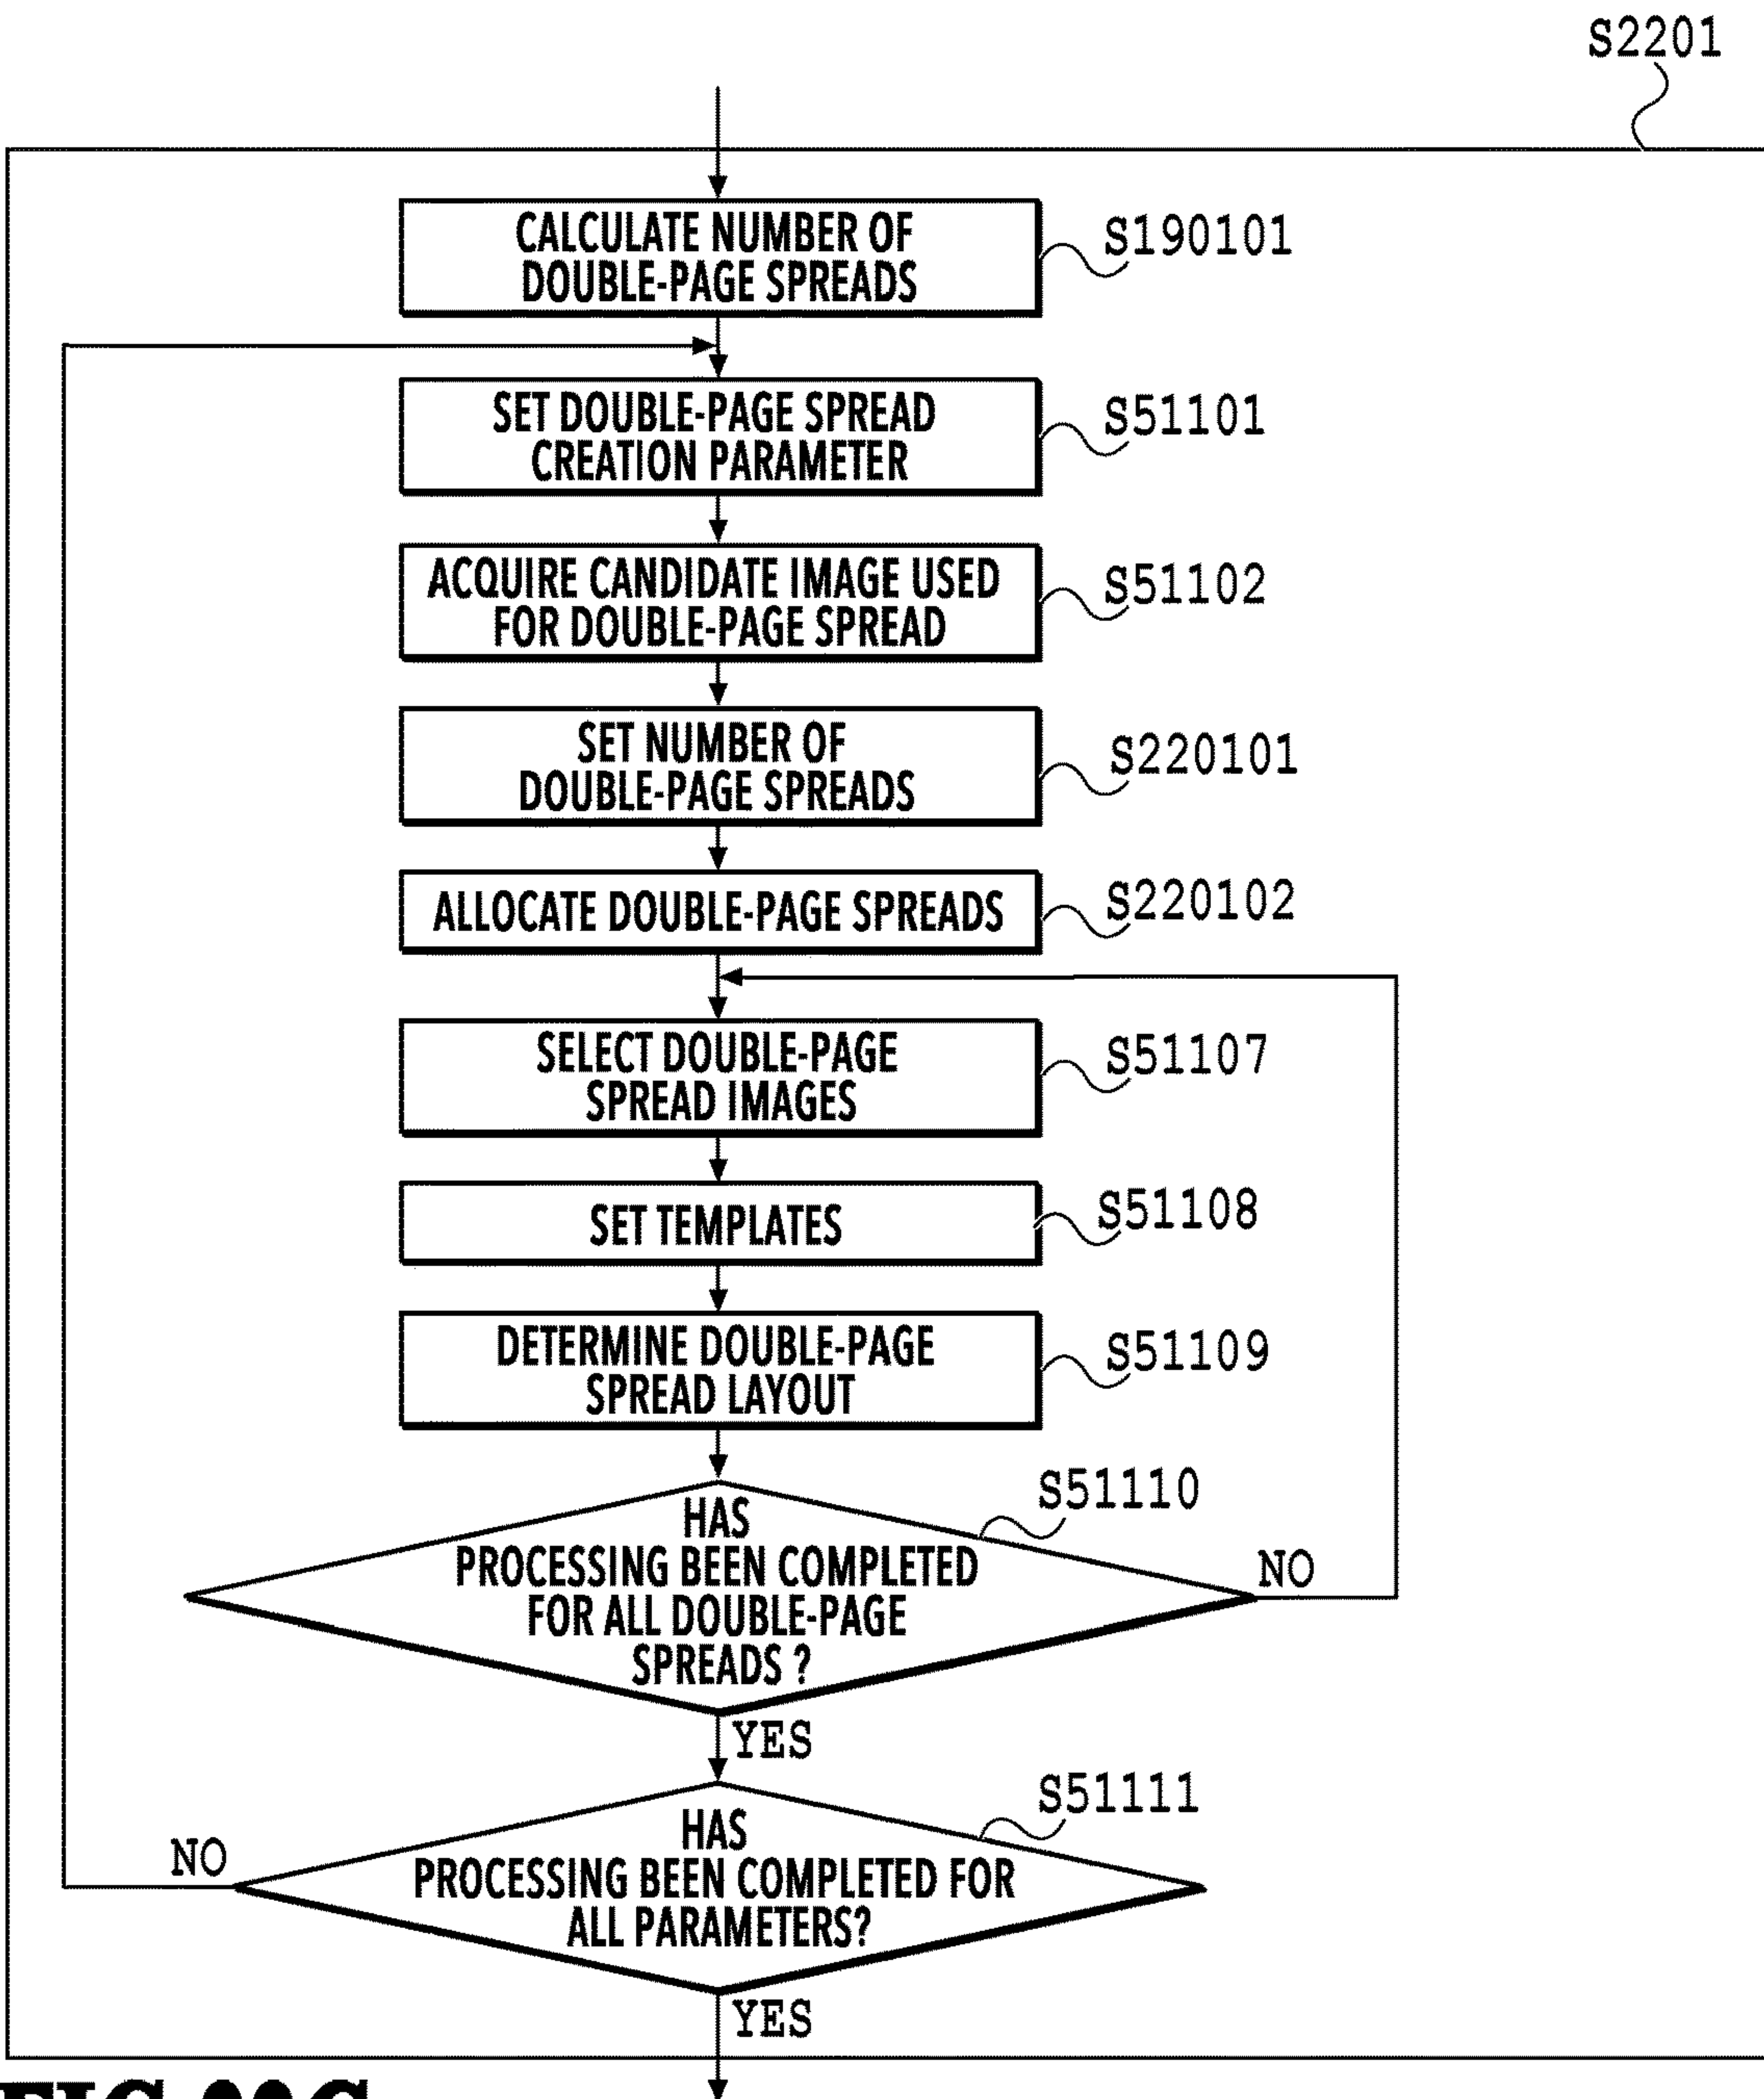 S2201
CALCULATE NUMBER OF
DOUBLE-PAGE SPREADS
S190101
SET DOUBLE-PAGE SPREAD
CREATION PARAMETER
S51101
ACQUIRE CANDIDATE IMAGE USED
FOR DOUBLE-PAGE SPREAD
S51102
SET NUMBER OF
DOUBLE-PAGE SPREADS
S220101
ALLOCATE DOUBLE-PAGE SPREADS
S220102
SELECT DOUBLE-PAGE
SPREAD IMAGES
S51107
SET TEMPLATES
S51108
DETERMINE DOUBLE-PAGE
SPREAD LAYOUT
S51109
S51110
HAS
PROCESSING BEEN COMPLETED
FOR ALL DOUBLE-PAGE
SPREADS ?
NO
YES
S51111
HAS
PROCESSING BEEN COMPLETED FOR
ALL PARAMETERS?
NO
YES